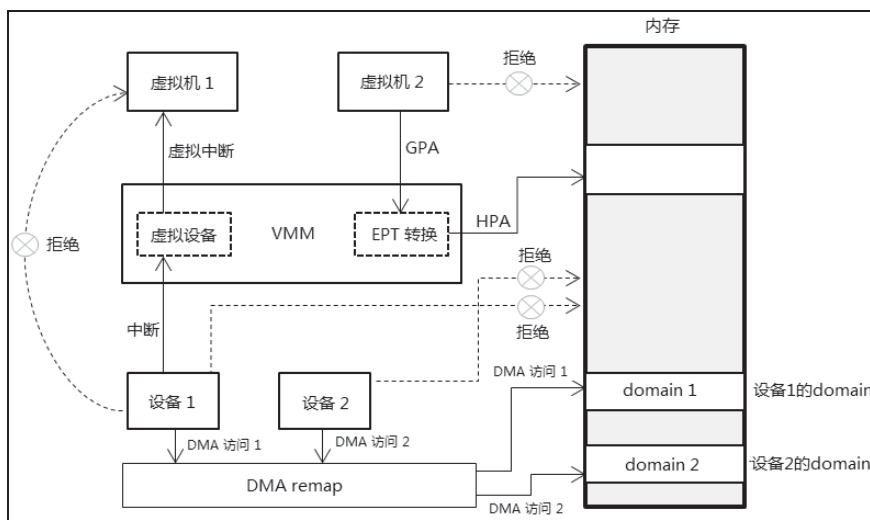 内存
虚拟机 1
虚拟机 2
拒绝
虚拟中断
GPA
虚拟设备
VMM
EPT 转换
HPA
拒绝
拒绝
拒绝
中断
设备 1
设备 2
DMA 访问 1
domain 1
设备1的domain
DMA 访问 1
DMA 访问 2
DMA remap
domain 2
设备2的domain
DMA 访问 2